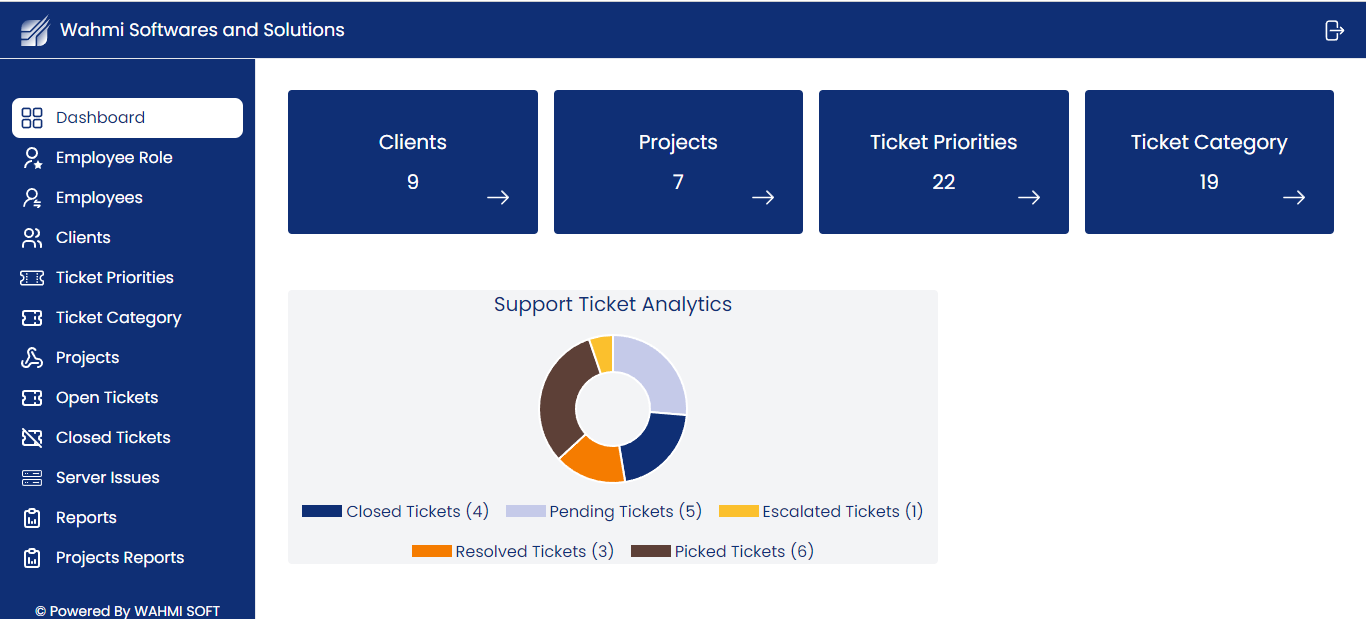 Wahmi Softwares and Solutions
Dashboard
Employee Role
Employees
Clients
Ticket Priorities
Ticket Category
Projects
Open Tickets
Closed Tickets
Server Issues
Reports
Projects Reports
© Powered By WAHMI SOFT
Clients
9
Projects
7
Ticket Priorities
22
Ticket Category
19
Support Ticket Analytics
Closed Tickets (4) Pending Tickets (5) Escalated Tickets (1)
Resolved Tickets (3) Picked Tickets (6)